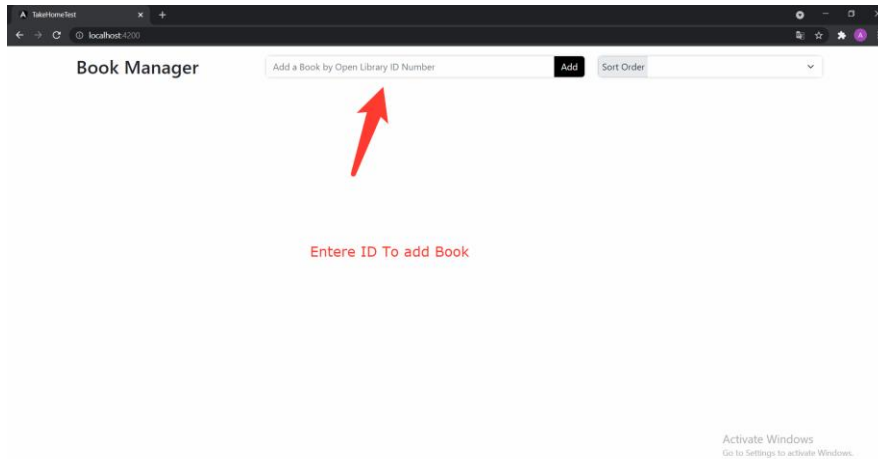 TakeHomeTest
localhost:4200
Book Manager
Add a Book by Open Library ID Number
Add
Sort Order
Entere ID To add Book
Activate Windows
Go to Settings to activate Windows.